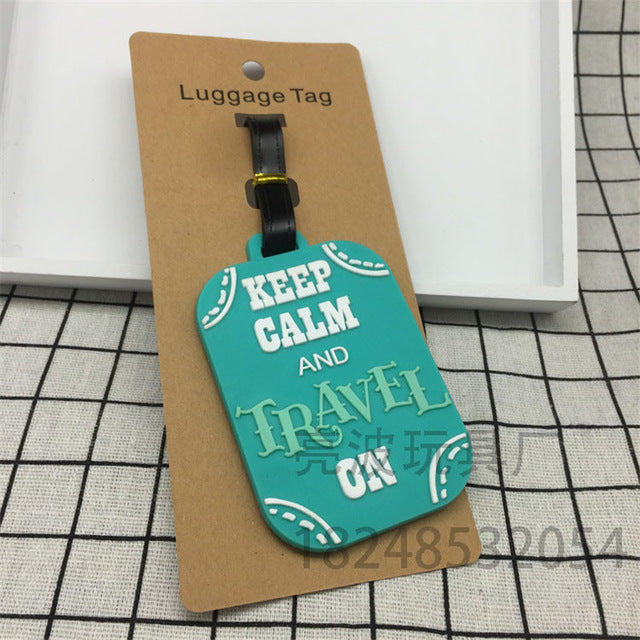 Luggage Tag
KEEP
CALM
AND
TRAVEL
ON
亮波玩具厂
18248532054